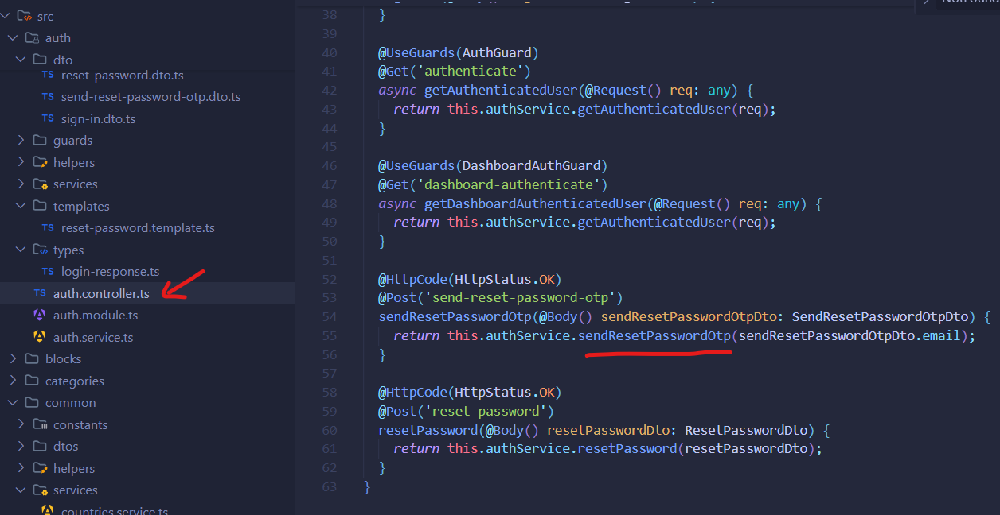 src
auth
dto
TS reset-password.dto.ts
TS send-reset-password-otp.dto.ts
TS sign-in.dto.ts
guards
helpers
services
templates
TS reset-password.template.ts
types
TS login-response.ts
TS auth.controller.ts
auth.module.ts
auth.service.ts
blocks
categories
common
constants
dtos
helpers
services
countries.service.ts
38 }
39
40 @UseGuards(AuthGuard)
41 @Get('authenticate')
42 async getAuthenticatedUser(@Request() req: any) {
43 return this.authService.getAuthenticatedUser(req);
44 }
45
46 @UseGuards(DashboardAuthGuard)
47 @Get('dashboard-authenticate')
48 async getDashboardAuthenticatedUser(@Request() req: any) {
49 return this.authService.getAuthenticatedUser(req);
50 }
51
52 @HttpCode(HttpStatus.OK)
53 @Post('send-reset-password-otp')
54 sendResetPasswordOtp(@Body() sendResetPasswordOtpDto: SendResetPasswordOtpDto) {
55 return this.authService.sendResetPasswordOtp(sendResetPasswordOtpDto.email);
56 }
57
58 @HttpCode(HttpStatus.OK)
59 @Post('reset-password')
60 resetPassword(@Body() resetPasswordDto: ResetPasswordDto) {
61 return this.authService.resetPassword(resetPasswordDto);
62 }
63 }